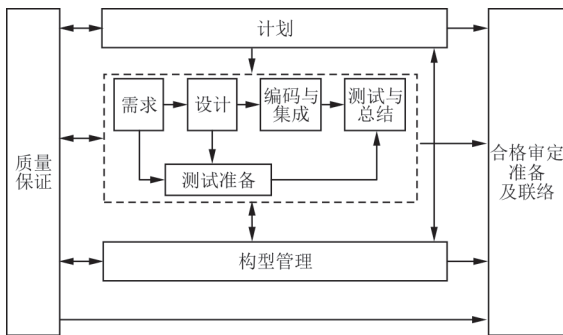 计划
需求
设计
编码与
集成
测试与
总结
测试准备
质量
保证
合格审定
准备
及联络
构型管理